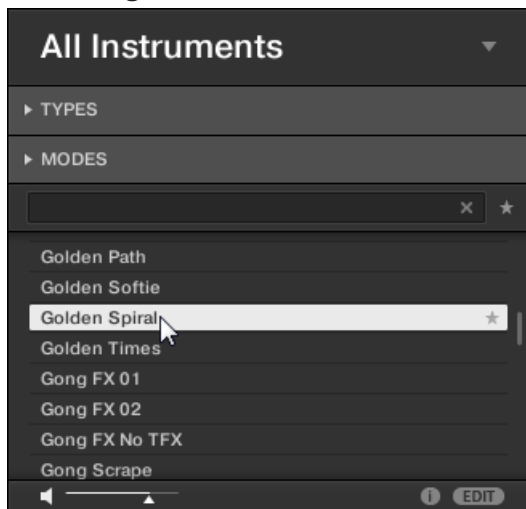 All Instruments
TYPES
MODES
Golden Path
Golden Softie
Golden Spiral
Golden Times
Gong FX 01
Gong FX 02
Gong FX No TFX
Gong Scrape
i EDIT